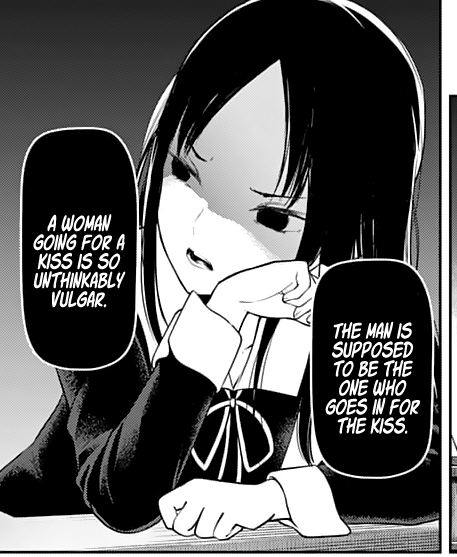 A WOMAN
GOING FOR A
KISS IS SO
UNTHINKABLY
VULGAR.
THE MAN IS
SUPPOSED
TO BE THE
ONE WHO
GOES IN FOR
THE KISS.